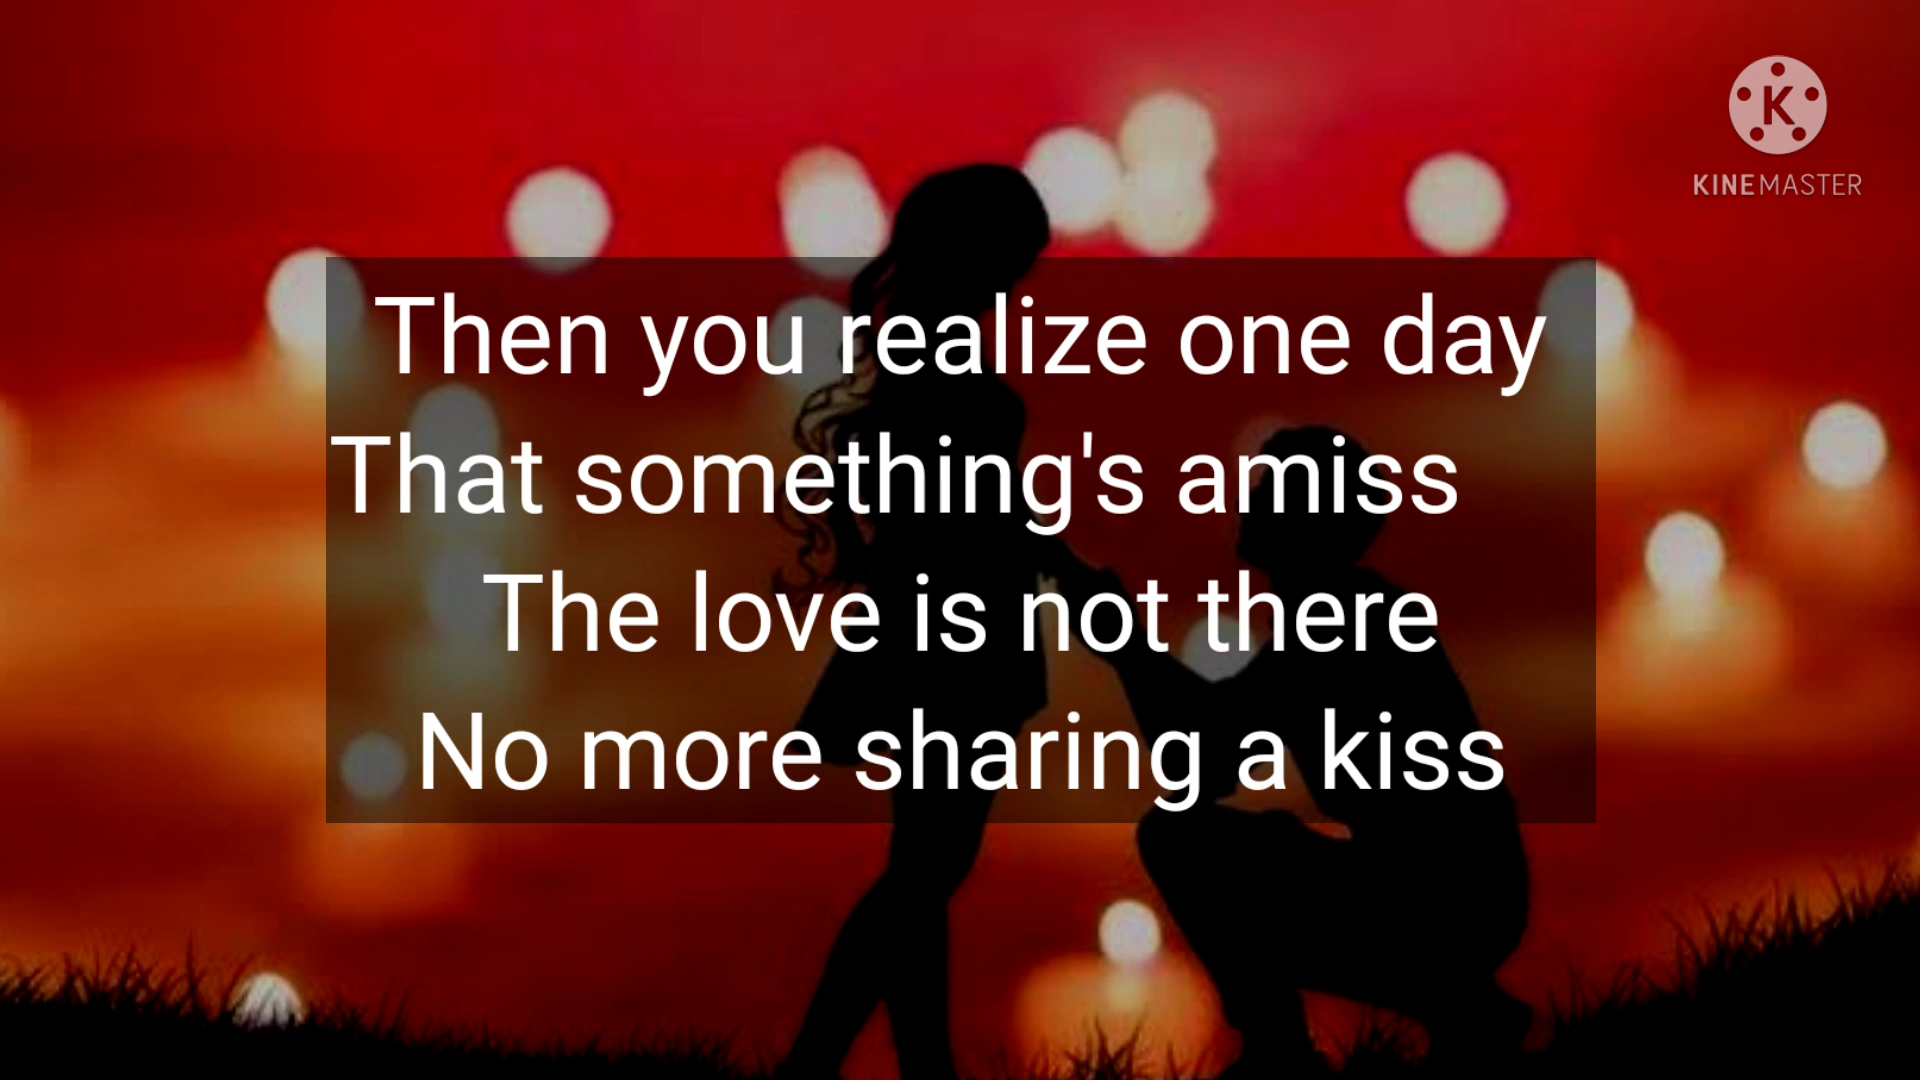 KINEMASTER
Then you realize one day
That something's amiss
The love is not there
No more sharing a kiss